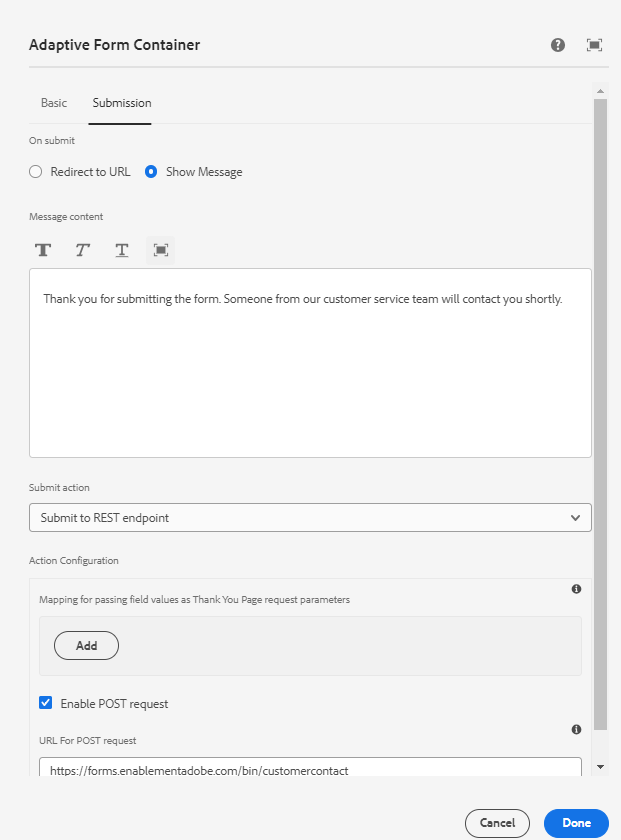 Adaptive Form Container
Basic Submission
On submit
Redirect to URL Show Message
Message content
T T T
Thank you for submitting the form. Someone from our customer service team will contact you shortly.
Submit action
Submit to REST endpoint
Action Configuration
Mapping for passing field values as Thank You Page request parameters
Add
Enable POST request
URL For POST request
https://forms.enablementadobe.com/bin/customercontact
Cancel Done